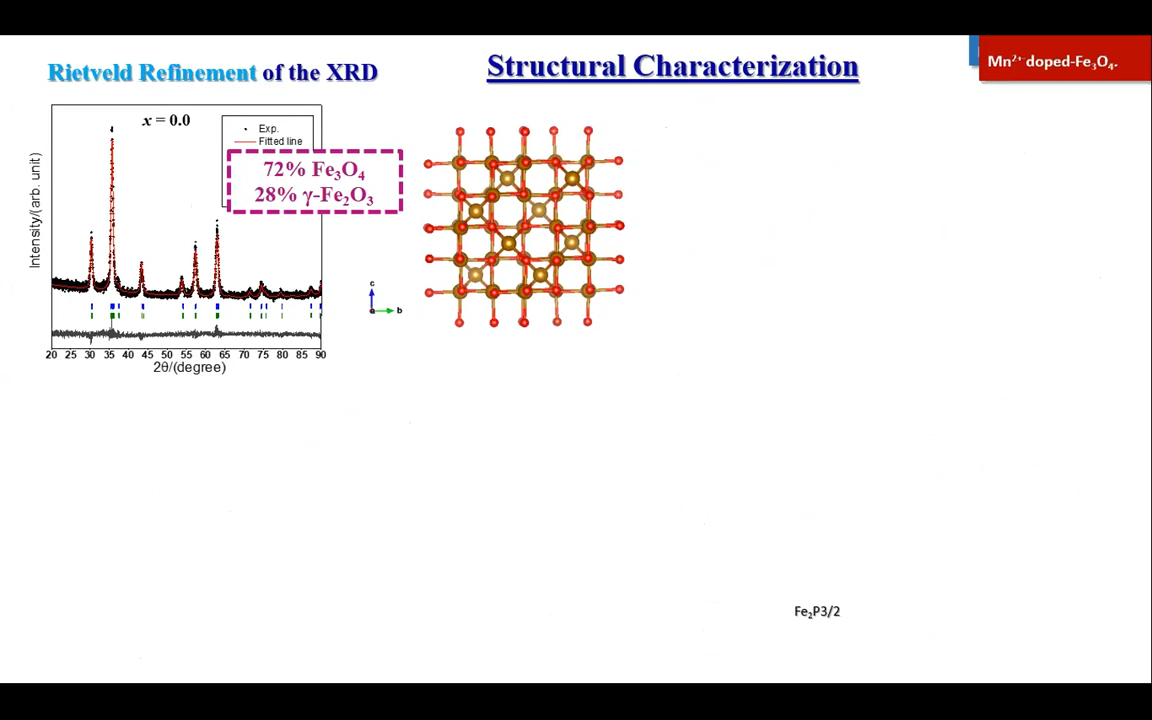 Structural Characterization
Mn²⁺ doped-Fe₃O₄.
Rietveld Refinement of the XRD
x = 0.0
Exp.
Fitted line
72% Fe₃O₄
28% γ-Fe₂O₃
Intensity/(arb. unit)
20 25 30 35 40 45 50 55 60 65 70 75 80 85 90
2θ/(degree)
c
a b
Fe₂P3/2